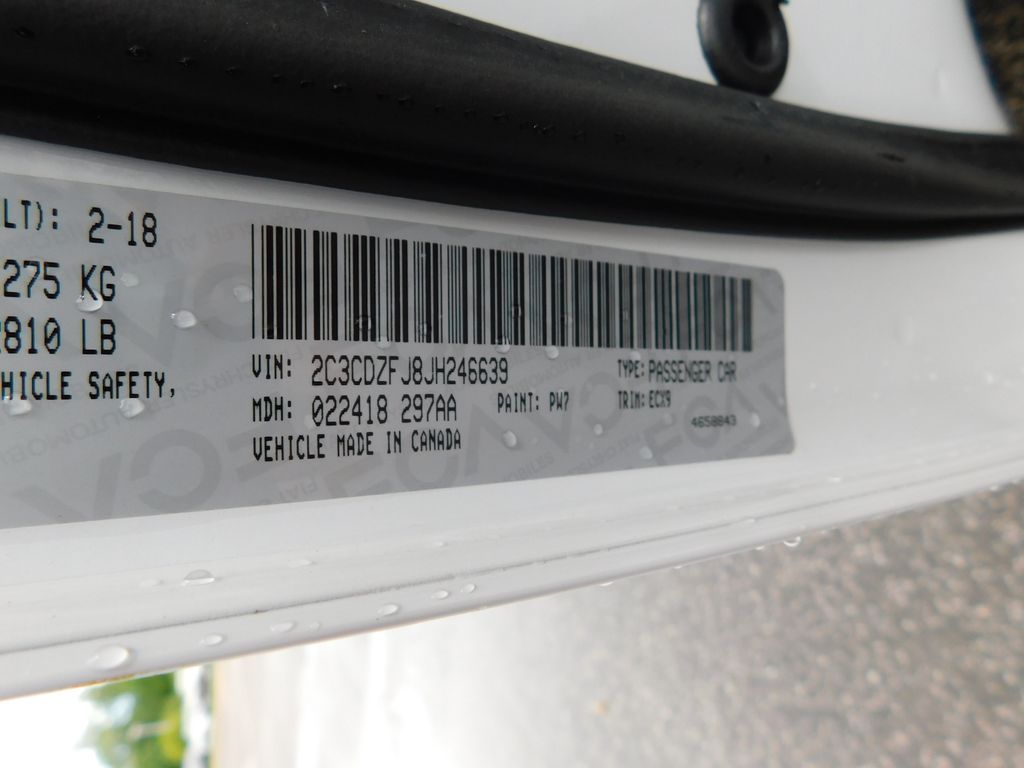 LT): 2-18
275 KG
810 LB
HICLE SAFETY,
VIN: 2C3CDZFJ8JH246639 TYPE: PASSENGER CAR
MDH: 022418 297AA PAINT: PW7 TRIM: ECX9
4658843
VEHICLE MADE IN CANADA